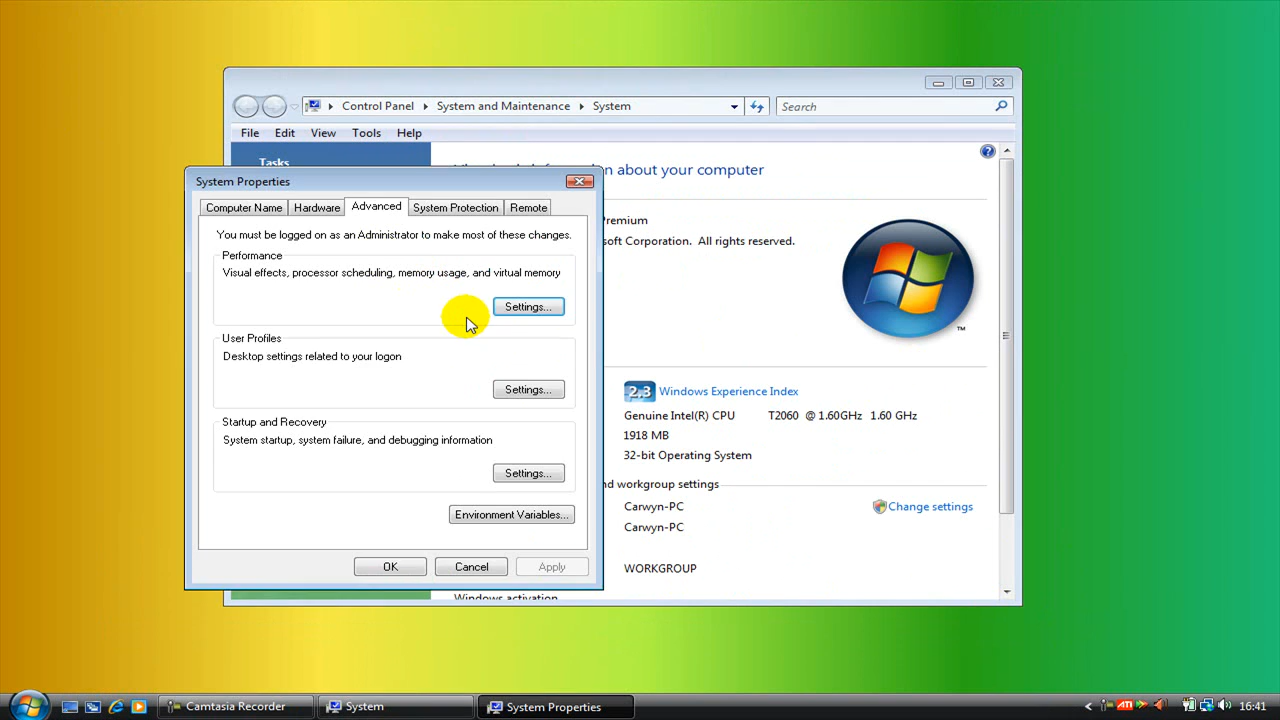 Control Panel
System and Maintenance
System
Search
File Edit View Tools Help
Tasks
about your computer
Premium
Corporation. All rights reserved.
2.3 Windows Experience Index
Genuine Intel(R) CPU T2060 @ 1.60GHz 1.60 GHz
1918 MB
32-bit Operating System
and workgroup settings
Carwyn-PC
Change settings
Carwyn-PC
WORKGROUP
Windows activation
TM
System Properties
Computer Name Hardware Advanced System Protection Remote
You must be logged on as an Administrator to make most of these changes.
Performance
Visual effects, processor scheduling, memory usage, and virtual memory
Settings...
User Profiles
Desktop settings related to your logon
Settings...
Startup and Recovery
System startup, system failure, and debugging information
Settings...
Environment Variables...
OK Cancel Apply
Camtasia Recorder
System
System Properties
ATI
16:41